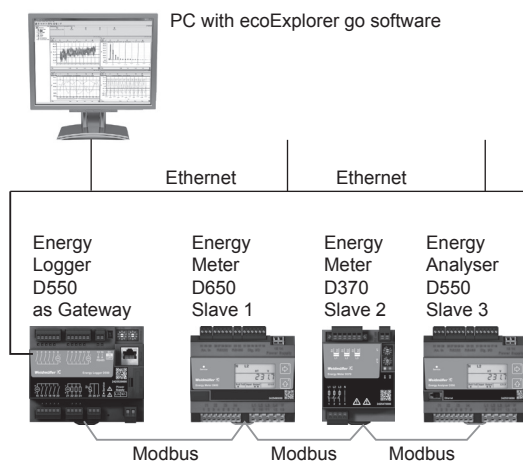 PC with ecoExplorer go software
Ethernet Ethernet
Energy Logger D550 as Gateway
Energy Meter D650 Slave 1
Energy Meter D370 Slave 2
Energy Analyser D550 Slave 3
Modbus Modbus Modbus